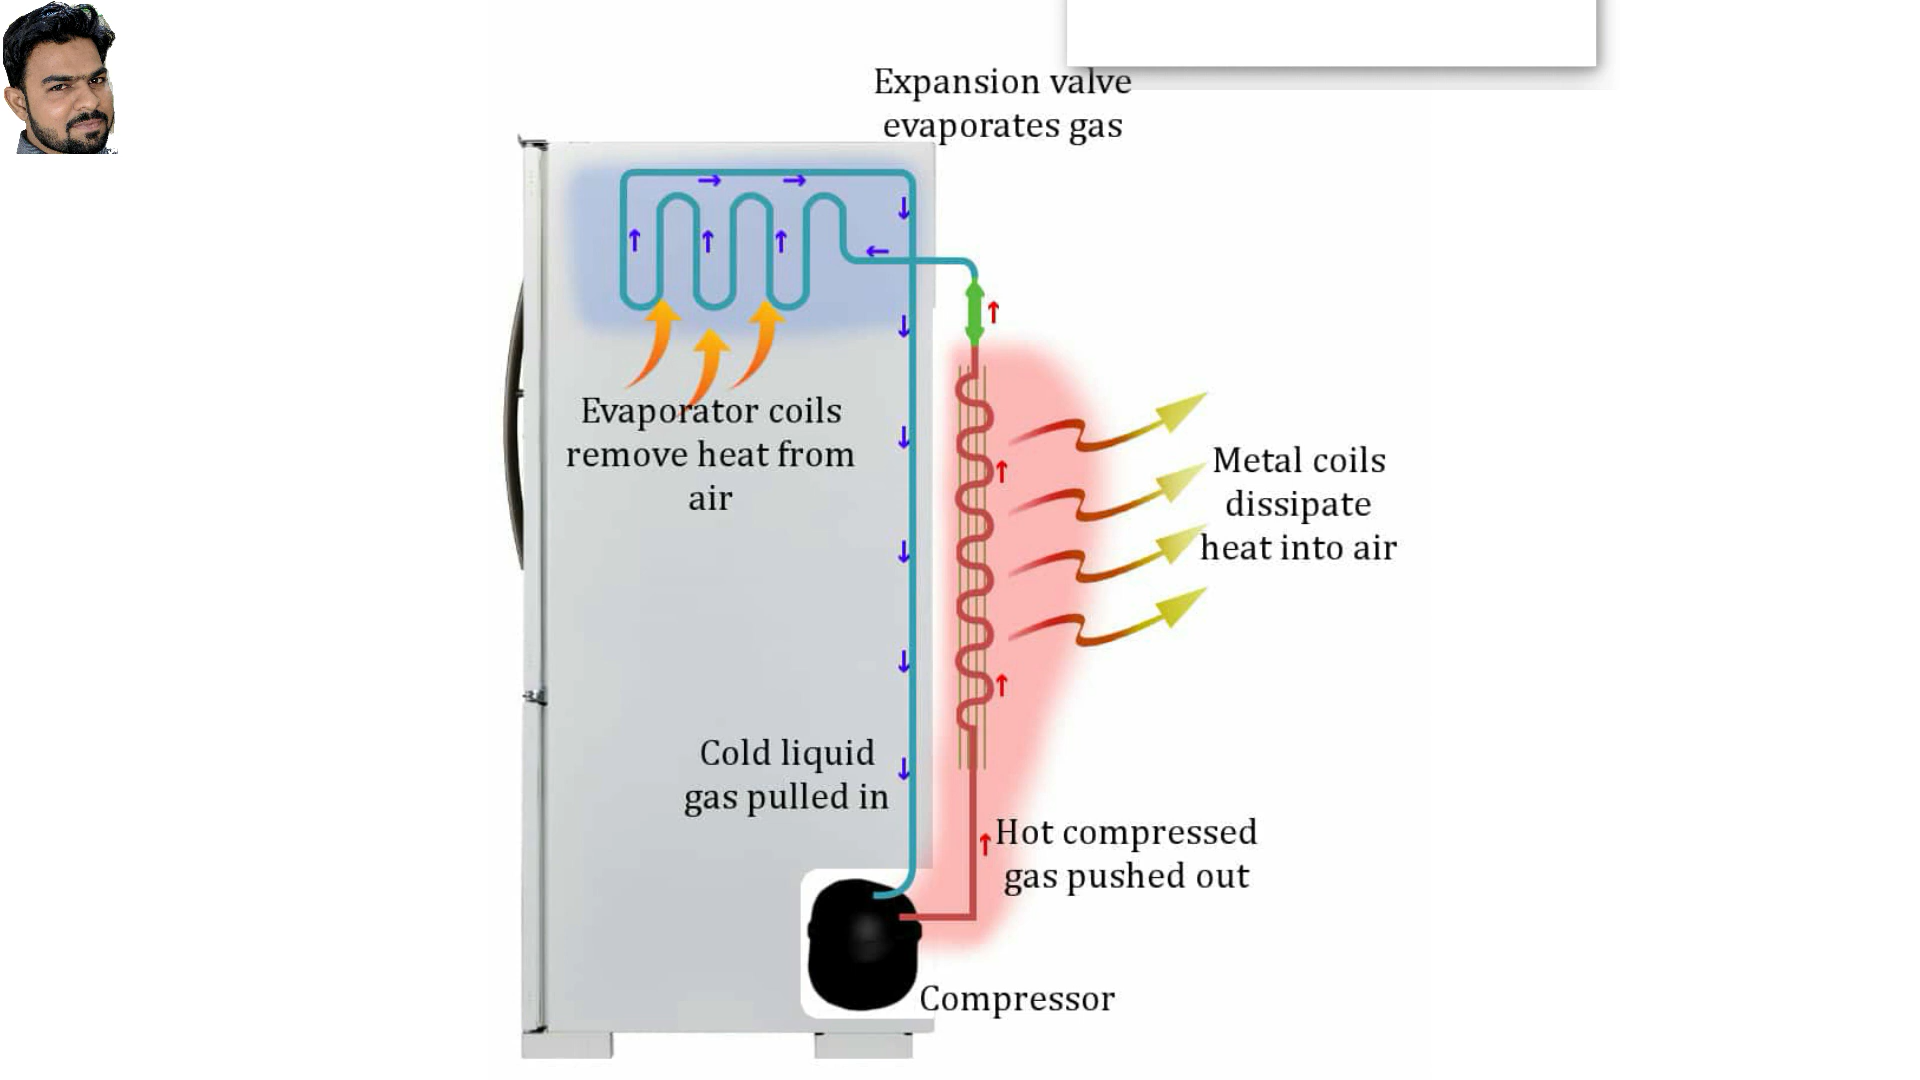 Expansion valve
evaporates gas
Evaporator coils
remove heat from
air
Metal coils
dissipate
heat into air
Cold liquid
gas pulled in
Hot compressed
gas pushed out
Compressor